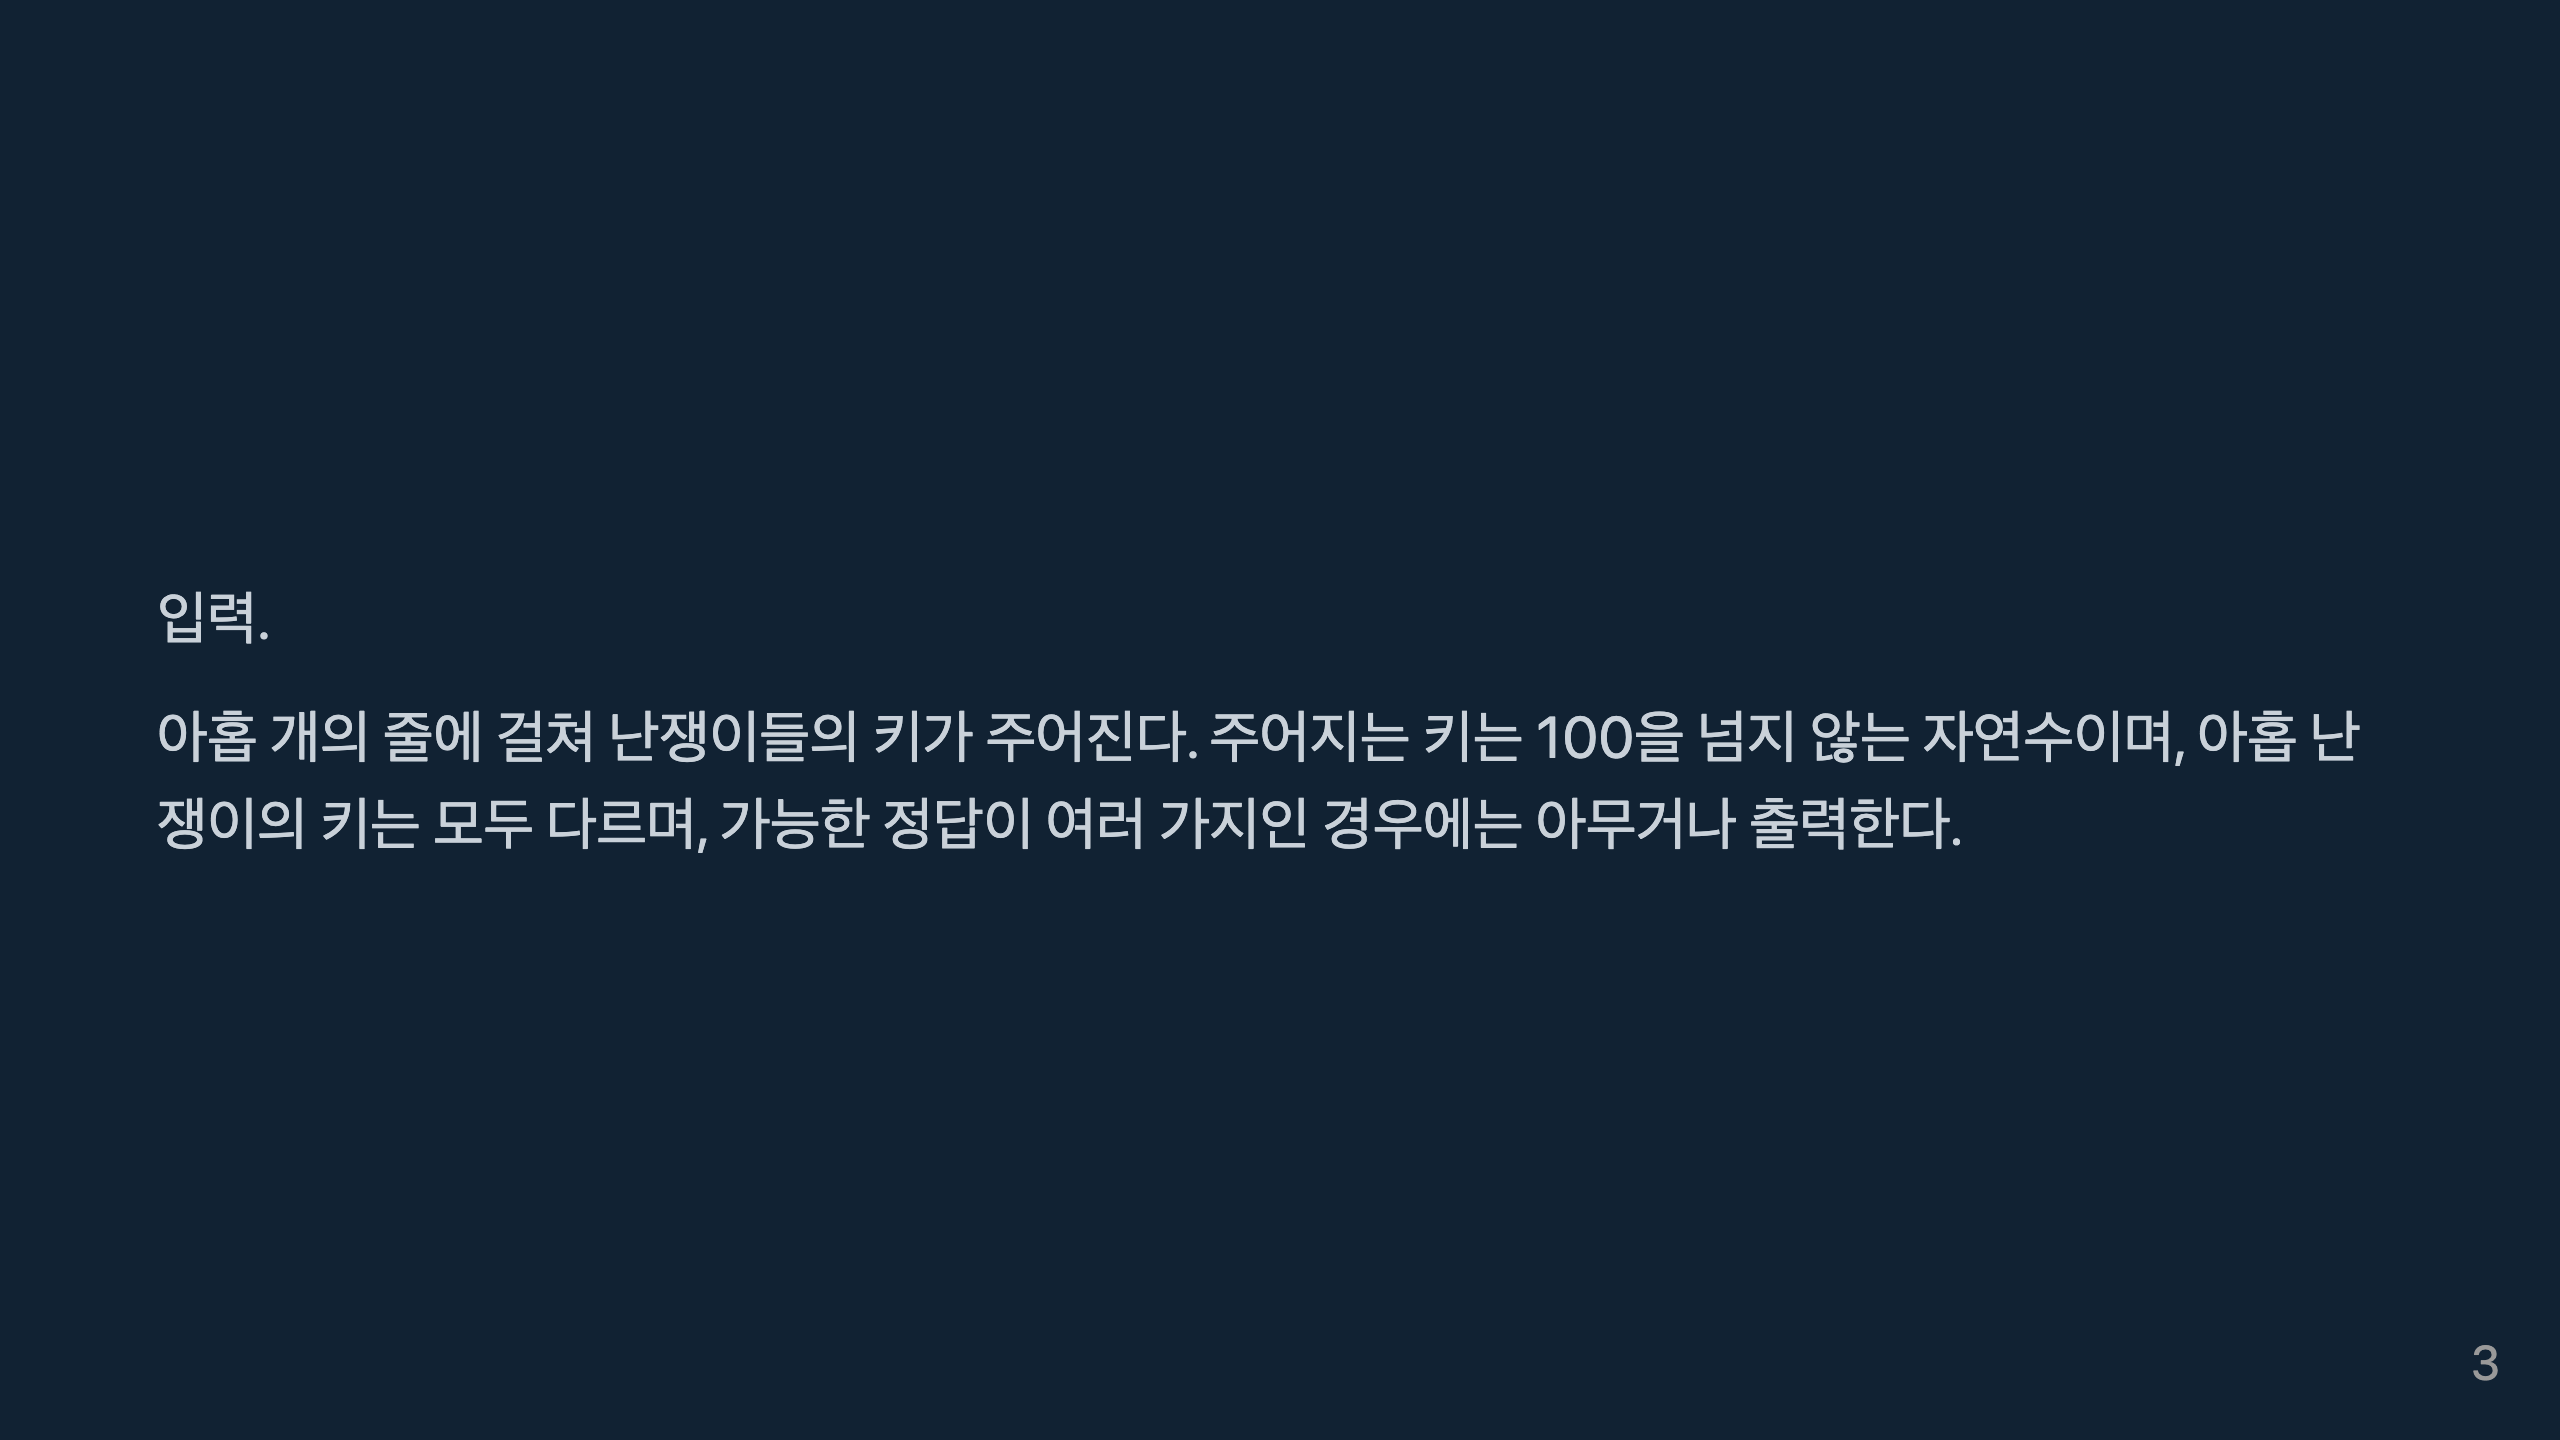 입력.
아홉 개의 줄에 걸쳐 난쟁이들의 키가 주어진다. 주어지는 키는 100을 넘지 않는 자연수이며, 아홉 난
쟁이의 키는 모두 다르며, 가능한 정답이 여러 가지인 경우에는 아무거나 출력한다.
3